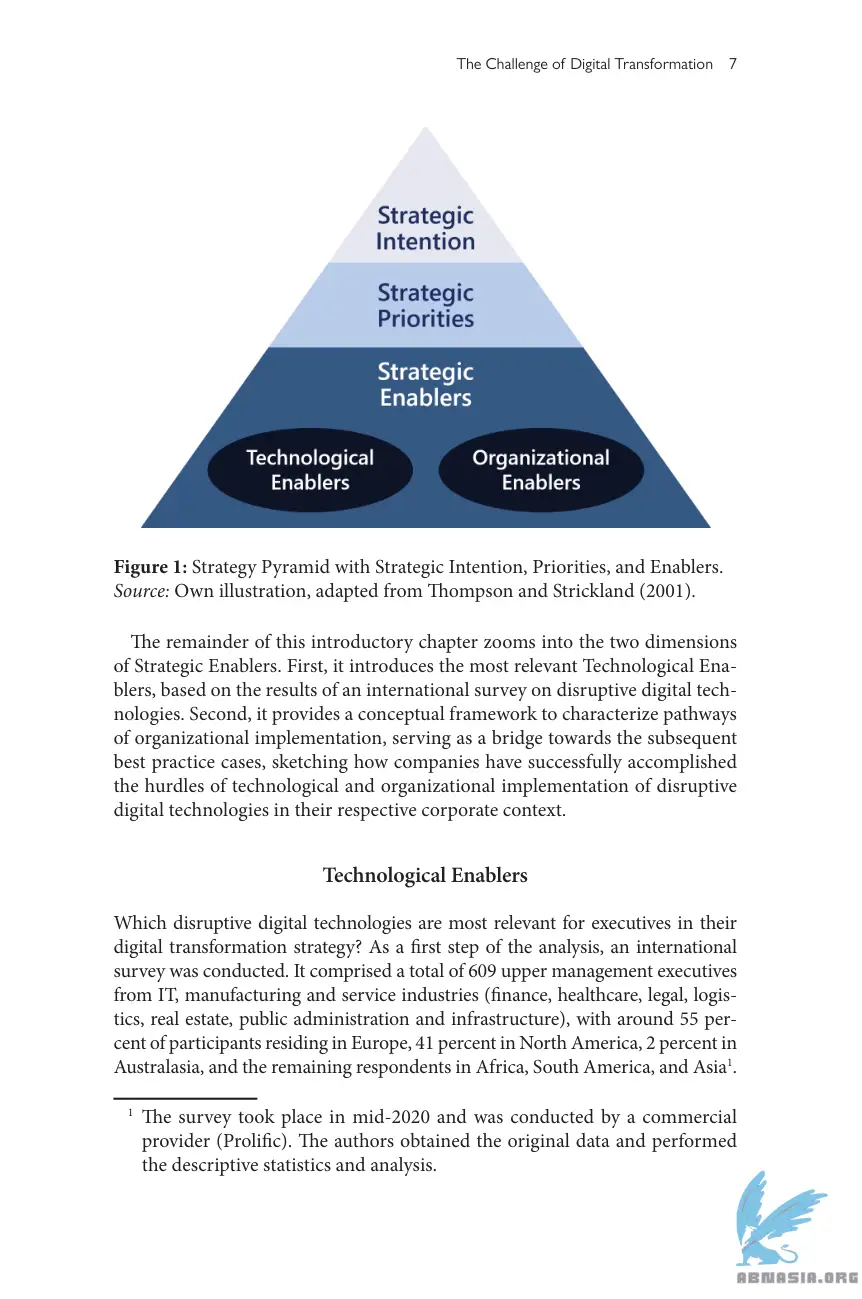 The Challenge of Digital Transformation 7
Strategic
Intention
Strategic
Priorities
Strategic
Enablers
Technological
Enablers
Organizational
Enablers
Figure 1: Strategy Pyramid with Strategic Intention, Priorities, and Enablers.
Source: Own illustration, adapted from Thompson and Strickland (2001).
The remainder of this introductory chapter zooms into the two dimensions
of Strategic Enablers. First, it introduces the most relevant Technological Ena-
blers, based on the results of an international survey on disruptive digital tech-
nologies. Second, it provides a conceptual framework to characterize pathways
of organizational implementation, serving as a bridge towards the subsequent
best practice cases, sketching how companies have successfully accomplished
the hurdles of technological and organizational implementation of disruptive
digital technologies in their respective corporate context.
Technological Enablers
Which disruptive digital technologies are most relevant for executives in their
digital transformation strategy? As a first step of the analysis, an international
survey was conducted. It comprised a total of 609 upper management executives
from IT, manufacturing and service industries (finance, healthcare, legal, logis-
tics, real estate, public administration and infrastructure), with around 55 per-
cent of participants residing in Europe, 41 percent in North America, 2 percent in
Australasia, and the remaining respondents in Africa, South America, and Asia¹.
¹ The survey took place in mid-2020 and was conducted by a commercial
provider (Prolific). The authors obtained the original data and performed
the descriptive statistics and analysis.
ABNASIA.ORG